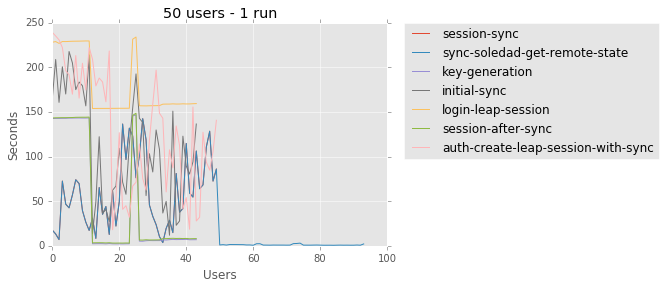 50 users - 1 run
250
200
150
100
50
0
Seconds
0 20 40 60 80 100
Users
session-sync
sync-soledad-get-remote-state
key-generation
initial-sync
login-leap-session
session-after-sync
auth-create-leap-session-with-sync